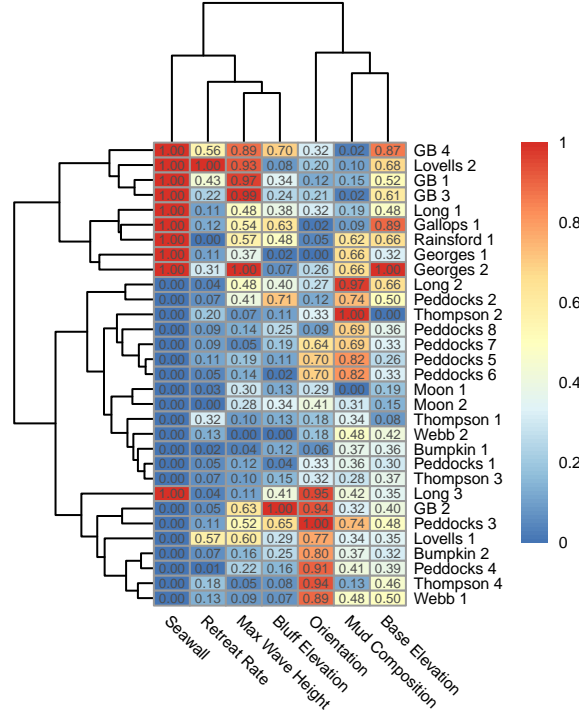 1.00 0.56 0.89 0.70 0.32 0.02 0.87 GB 4
1.00 1.00 0.93 0.08 0.20 0.10 0.68 Lovells 2
1.00 0.43 0.97 0.34 0.12 0.15 0.52 GB 1
1.00 0.22 0.99 0.24 0.21 0.02 0.61 GB 3
1.00 0.11 0.48 0.38 0.32 0.19 0.48 Long 1
1.00 0.12 0.54 0.63 0.02 0.09 0.89 Gallops 1
1.00 0.00 0.57 0.48 0.05 0.62 0.66 Rainsford 1
1.00 0.11 0.37 0.02 0.00 0.66 0.32 Georges 1
1.00 0.31 1.00 0.07 0.26 0.66 1.00 Georges 2
0.00 0.04 0.48 0.40 0.27 0.97 0.66 Long 2
0.00 0.07 0.41 0.71 0.12 0.74 0.50 Peddocks 2
0.00 0.20 0.07 0.11 0.33 1.00 0.00 Thompson 2
0.00 0.09 0.14 0.25 0.09 0.69 0.36 Peddocks 8
0.00 0.09 0.05 0.19 0.64 0.69 0.33 Peddocks 7
0.00 0.11 0.19 0.11 0.70 0.82 0.26 Peddocks 5
0.00 0.05 0.14 0.02 0.70 0.82 0.33 Peddocks 6
0.00 0.03 0.30 0.13 0.29 0.00 0.19 Moon 1
0.00 0.00 0.28 0.34 0.41 0.31 0.15 Moon 2
0.00 0.32 0.10 0.13 0.18 0.34 0.08 Thompson 1
0.00 0.13 0.00 0.00 0.18 0.48 0.42 Webb 2
0.00 0.02 0.04 0.12 0.06 0.37 0.36 Bumpkin 1
0.00 0.05 0.12 0.04 0.33 0.36 0.30 Peddocks 1
0.00 0.07 0.10 0.15 0.32 0.28 0.37 Thompson 3
1.00 0.04 0.11 0.41 0.95 0.42 0.35 Long 3
0.00 0.11 0.63 1.00 0.94 0.32 0.40 GB 2
0.00 0.11 0.52 0.65 1.00 0.74 0.48 Peddocks 3
0.00 0.57 0.60 0.29 0.77 0.34 0.35 Lovells 1
0.00 0.07 0.16 0.25 0.80 0.37 0.32 Bumpkin 2
0.00 0.01 0.22 0.16 0.91 0.41 0.39 Peddocks 4
0.00 0.18 0.05 0.08 0.94 0.13 0.46 Thompson 4
0.00 0.13 0.09 0.07 0.89 0.48 0.50 Webb 1
Seawall
Retreat Rate
Max Wave Height
Bluff Elevation
Orientation
Mud Composition
Base Elevation
1
0.8
0.6
0.4
0.2
0